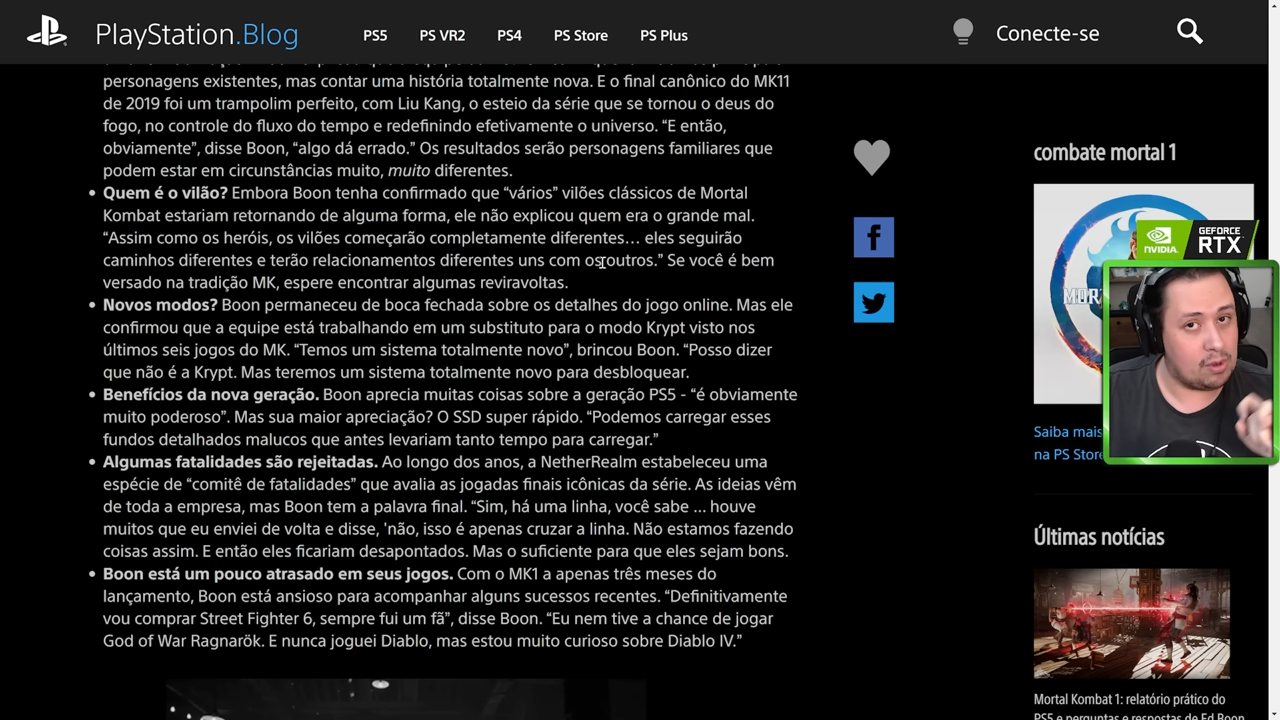 PlayStation.Blog
PS5
PS VR2
PS4
PS Store
PS Plus
Conecte-se
personagens existentes, mas contar uma história totalmente nova. E o final canônico do MK11
de 2019 foi um trampolim perfeito, com Liu Kang, o esteio da série que se tornou o deus do
fogo, no controle do fluxo do tempo e redefinindo efetivamente o universo. “E então,
obviamente”, disse Boon, “algo dá errado.” Os resultados serão personagens familiares que
podem estar em circunstâncias muito, muito diferentes.
• Quem é o vilão? Embora Boon tenha confirmado que “vários” vilões clássicos de Mortal
Kombat estariam retornando de alguma forma, ele não explicou quem era o grande mal.
“Assim como os heróis, os vilões começarão completamente diferentes… eles seguirão
caminhos diferentes e terão relacionamentos diferentes uns com os outros.” Se você é bem
versado na tradição MK, espere encontrar algumas reviravoltas.
• Novos modos? Boon permaneceu de boca fechada sobre os detalhes do jogo online. Mas ele
confirmou que a equipe está trabalhando em um substituto para o modo Krypt visto nos
últimos seis jogos do MK. “Temos um sistema totalmente novo”, brincou Boon. “Posso dizer
que não é a Krypt. Mas teremos um sistema totalmente novo para desbloquear.
• Benefícios da nova geração. Boon aprecia muitas coisas sobre a geração PS5 - “é obviamente
muito poderoso”. Mas sua maior apreciação? O SSD super rápido. “Podemos carregar esses
fundos detalhados malucos que antes levariam tanto tempo para carregar.”
• Algumas fatalidades são rejeitadas. Ao longo dos anos, a NetherRealm estabeleceu uma
espécie de “comitê de fatalidades” que avalia as jogadas finais icônicas da série. As ideias vêm
de toda a empresa, mas Boon tem a palavra final. “Sim, há uma linha, você sabe ... houve
muitos que eu enviei de volta e disse, 'não, isso é apenas cruzar a linha. Não estamos fazendo
coisas assim. E então eles ficariam desapontados. Mas o suficiente para que eles sejam bons.
• Boon está um pouco atrasado em seus jogos. Com o MK1 a apenas três meses do
lançamento, Boon está ansioso para acompanhar alguns sucessos recentes. “Definitivamente
vou comprar Street Fighter 6, sempre fui um fã”, disse Boon. “Eu nem tive a chance de jogar
God of War Ragnarök. E nunca joguei Diablo, mas estou muito curioso sobre Diablo IV.”
combate mortal 1
NVIDIA
GEFORCE
RTX
Saiba mais
na PS Store
Últimas notícias
Mortal Kombat 1: relatório prático do
PS5 e perguntas e respostas de Ed Boon